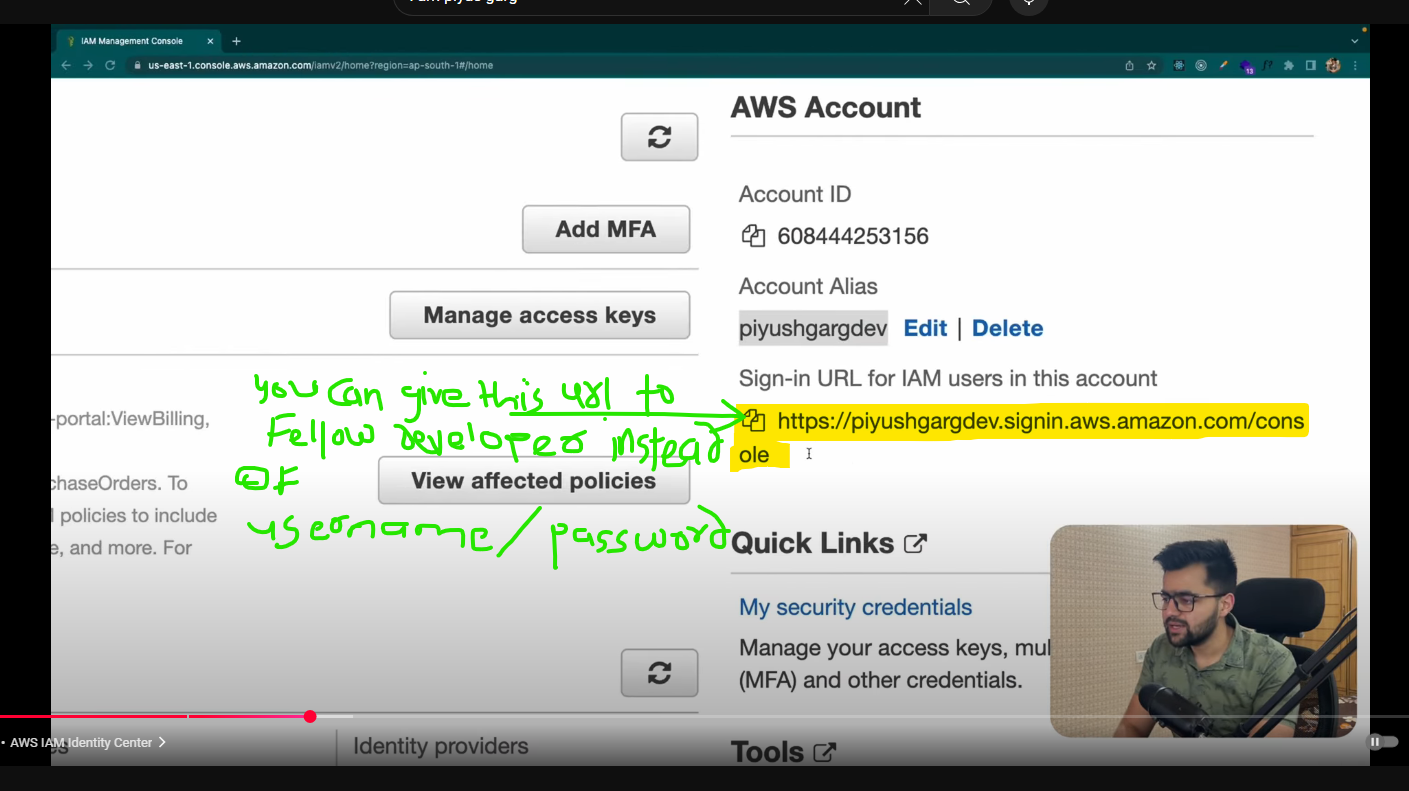 IAM Management Console
us-east-1.console.aws.amazon.com/iamv2/home?region=ap-south-1#/home
13
AWS Account
Account ID
608444253156
Add MFA
Account Alias
Manage access keys
piyushgargdev Edit | Delete
Sign-in URL for IAM users in this account
you can give this url to
-portal:ViewBilling,
https://piyushgargdev.signin.aws.amazon.com/cons
ole
Fellow developer instead
of
chaseOrders. To
View affected policies
policies to include
username/password
e, and more. For
Quick Links
My security credentials
Manage your access keys, mul
(MFA) and other credentials.
• AWS IAM Identity Center >
Identity providers
Tools